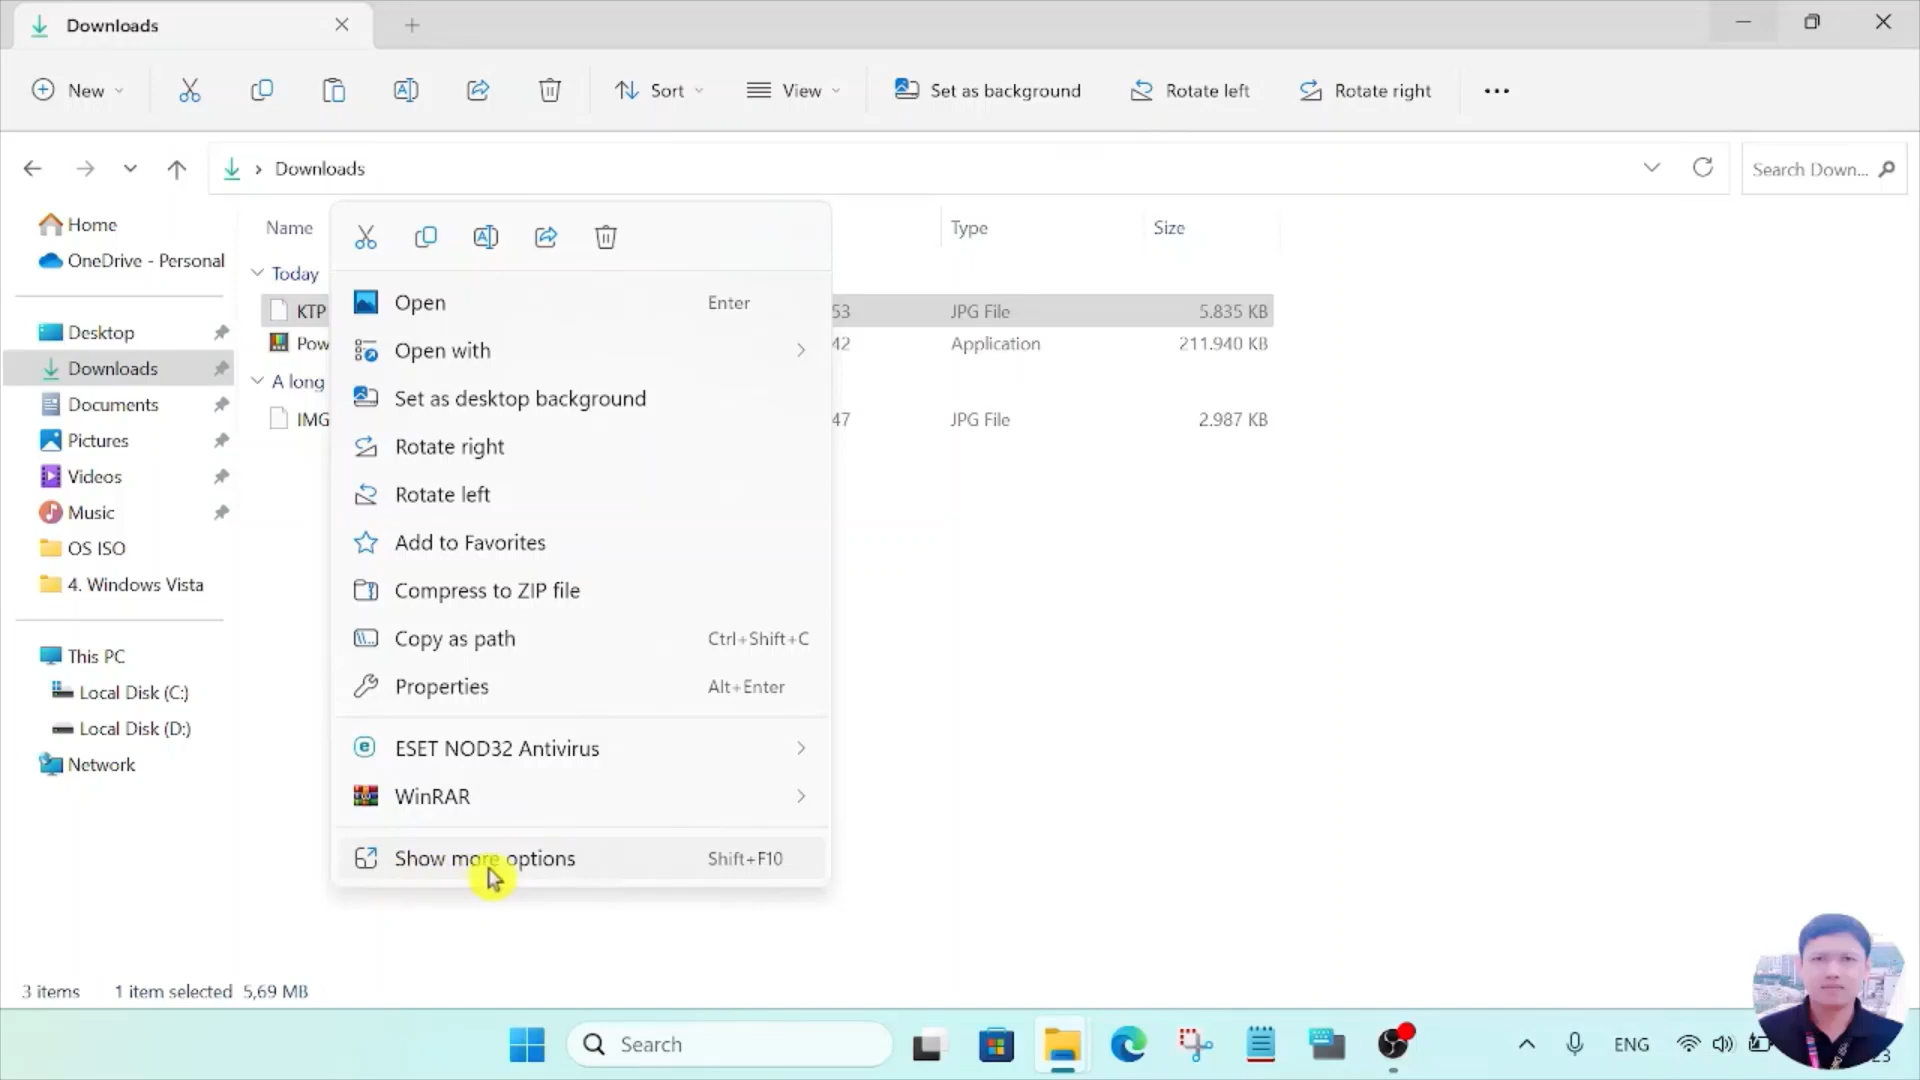 Downloads
New
Sort
View
Set as background
Rotate left
Rotate right
Downloads
Search Down...
Name
Type
Size
Home
OneDrive - Personal
Desktop
Downloads
Documents
Pictures
Videos
Music
OS ISO
4. Windows Vista
This PC
Local Disk (C:)
Local Disk (D:)
Network
Today
KTP
53
JPG File
5.835 KB
Pow
42
Application
211.940 KB
A long
IMG
47
JPG File
2.987 KB
Open
Enter
Open with
Set as desktop background
Rotate right
Rotate left
Add to Favorites
Compress to ZIP file
Copy as path
Ctrl+Shift+C
Properties
Alt+Enter
ESET NOD32 Antivirus
WinRAR
Show more options
Shift+F10
3 items
1 item selected 5,69 MB
Search
ENG
23